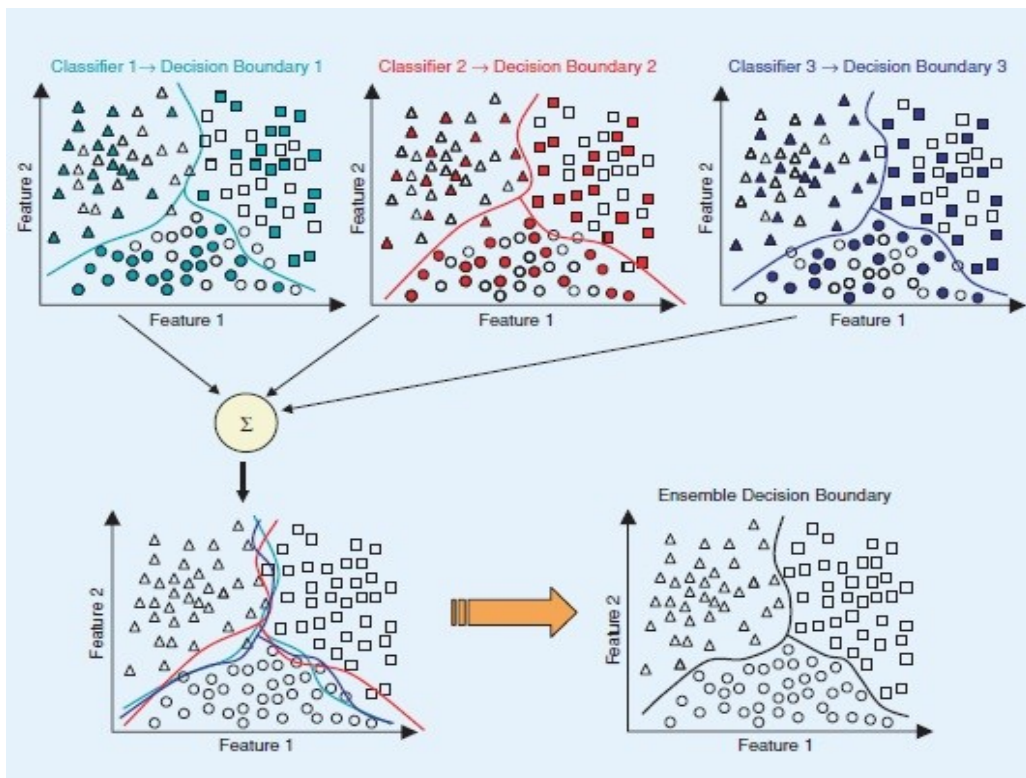 Classifier 1 → Decision Boundary 1
Classifier 2 → Decision Boundary 2
Classifier 3 → Decision Boundary 3
Feature 2
Feature 2
Feature 2
Feature 1
Feature 1
Feature 1
Σ
Ensemble Decision Boundary
Feature 2
Feature 2
Feature 1
Feature 1